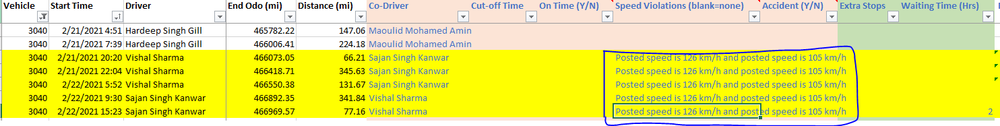 Vehicle Start Time Driver End Odo (mi) Distance (mi) Co-Driver Cut-off Time On Time (Y/N) Speed Violations (blank=none) Accident (Y/N) Extra Stops Waiting Time (Hrs)
3040 2/21/2021 4:51 Hardeep Singh Gill 465782.22 147.06 Maoulid Mohamed Amin
3040 2/21/2021 7:39 Hardeep Singh Gill 466006.41 224.18 Maoulid Mohamed Amin
3040 2/21/2021 20:20 Vishal Sharma 466073.05 66.21 Sajan Singh Kanwar Posted speed is 126 km/h and posted speed is 105 km/h
3040 2/21/2021 22:04 Vishal Sharma 466418.71 345.63 Sajan Singh Kanwar Posted speed is 126 km/h and posted speed is 105 km/h
3040 2/22/2021 5:52 Vishal Sharma 466550.38 131.67 Sajan Singh Kanwar Posted speed is 126 km/h and posted speed is 105 km/h
3040 2/22/2021 9:30 Sajan Singh Kanwar 466892.35 341.84 Vishal Sharma Posted speed is 126 km/h and posted speed is 105 km/h
3040 2/22/2021 15:23 Sajan Singh Kanwar 466969.57 77.16 Vishal Sharma Posted speed is 126 km/h and posted speed is 105 km/h 2